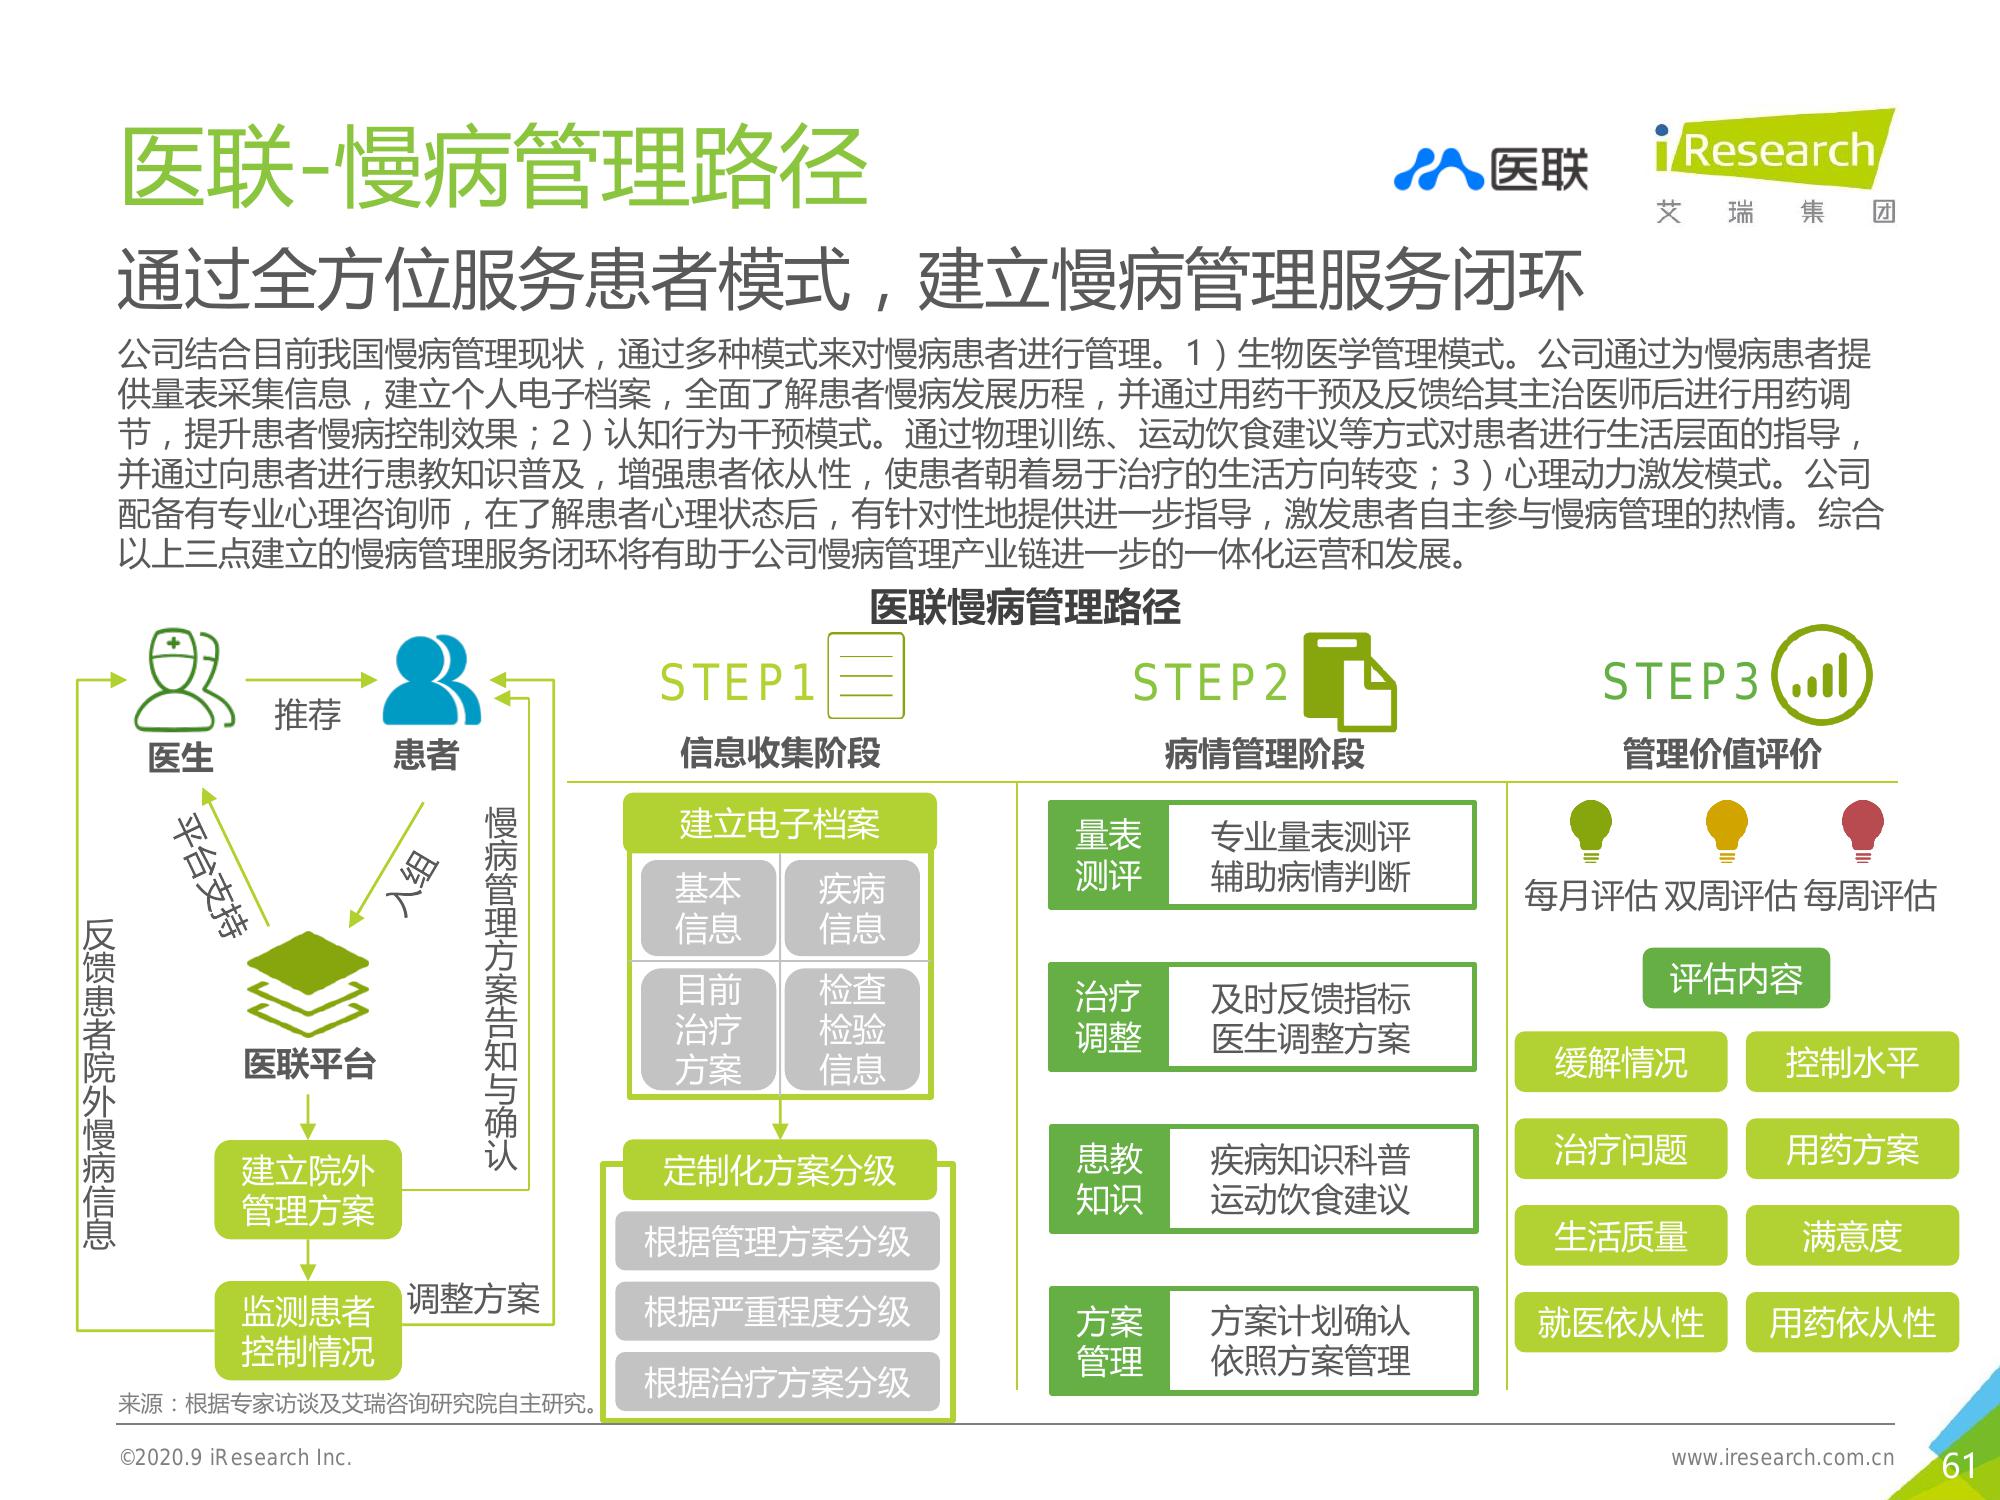 医联-慢病管理路径
医联
iResearch
艾 瑞 集 团
通过全方位服务患者模式，建立慢病管理服务闭环
公司结合目前我国慢病管理现状，通过多种模式来对慢病患者进行管理。1）生物医学管理模式。公司通过为慢病患者提
供量表采集信息，建立个人电子档案，全面了解患者慢病发展历程，并通过用药干预及反馈给其主治医师后进行用药调
节，提升患者慢病控制效果；2）认知行为干预模式。通过物理训练、运动饮食建议等方式对患者进行生活层面的指导，
并通过向患者进行患教知识普及，增强患者依从性，使患者朝着易于治疗的生活方向转变；3）心理动力激发模式。公司
配备有专业心理咨询师，在了解患者心理状态后，有针对性地提供进一步指导，激发患者自主参与慢病管理的热情。综合
以上三点建立的慢病管理服务闭环将有助于公司慢病管理产业链进一步的一体化运营和发展。
医联慢病管理路径
推荐
医生
患者
平台支持
入组
慢病管理方案告知与确认
反馈患者院外慢病信息
医联平台
建立院外
管理方案
监测患者
控制情况
调整方案
STEP1
信息收集阶段
建立电子档案
基本
信息
疾病
信息
目前
治疗
方案
检查
检验
信息
定制化方案分级
根据管理方案分级
根据严重程度分级
根据治疗方案分级
STEP2
病情管理阶段
量表
测评
专业量表测评
辅助病情判断
治疗
调整
及时反馈指标
医生调整方案
患教
知识
疾病知识科普
运动饮食建议
方案
管理
方案计划确认
依照方案管理
STEP3
管理价值评价
每月评估 双周评估 每周评估
评估内容
缓解情况
控制水平
治疗问题
用药方案
生活质量
满意度
就医依从性
用药依从性
来源：根据专家访谈及艾瑞咨询研究院自主研究。
©2020.9 iResearch Inc.
www.iresearch.com.cn
61